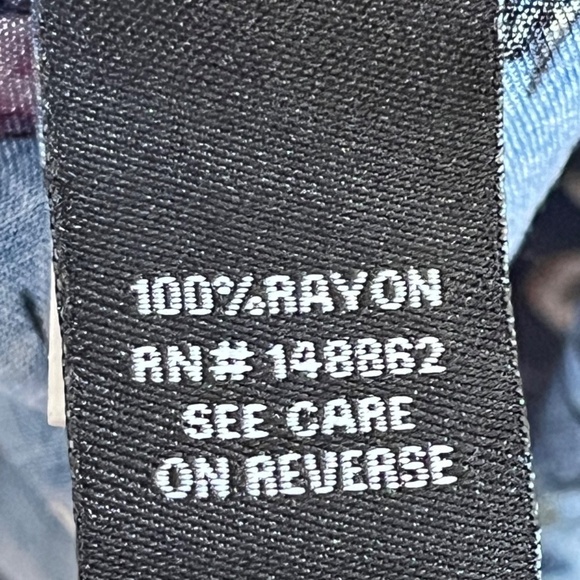 100%RAYON
RN# 148862
SEE CARE
ON REVERSE